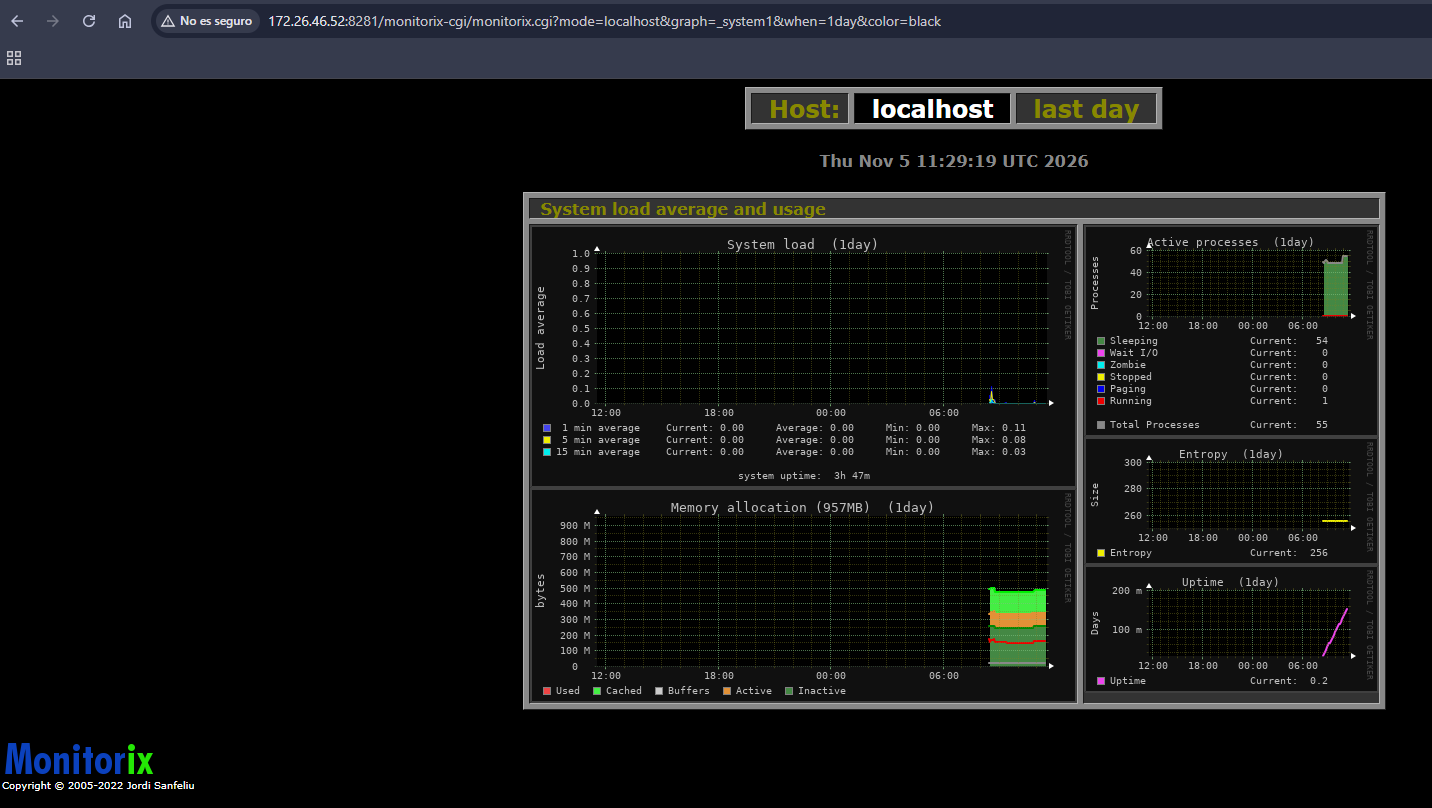 No es seguro 172.26.46.52:8281/monitorix-cgi/monitorix.cgi?mode=localhost&graph=_system1&when=1day&color=black
Host: localhost last day
Thu Nov 5 11:29:19 UTC 2026
System load average and usage
System load (1day)
RRDTOOL / TOBI OETIKER
Load average
1.0
0.9
0.8
0.7
0.6
0.5
0.4
0.3
0.2
0.1
0.0
12:00 18:00 00:00 06:00
1 min average Current: 0.00 Average: 0.00 Min: 0.00 Max: 0.11
5 min average Current: 0.00 Average: 0.00 Min: 0.00 Max: 0.08
15 min average Current: 0.00 Average: 0.00 Min: 0.00 Max: 0.03
system uptime: 3h 47m
Memory allocation (957MB) (1day)
RRDTOOL / TOBI OETIKER
bytes
900 M
800 M
700 M
600 M
500 M
400 M
300 M
200 M
100 M
0
12:00 18:00 00:00 06:00
Used Cached Buffers Active Inactive
Active processes (1day)
RRDTOOL / TOBI OETIKER
Processes
60
40
20
0
12:00 18:00 00:00 06:00
Sleeping Current: 54
Wait I/O Current: 0
Zombie Current: 0
Stopped Current: 0
Paging Current: 0
Running Current: 1
Total Processes Current: 55
Entropy (1day)
RRDTOOL / TOBI OETIKER
Size
300
280
260
12:00 18:00 00:00 06:00
Entropy Current: 256
Uptime (1day)
RRDTOOL / TOBI OETIKER
Days
200 m
100 m
12:00 18:00 00:00 06:00
Uptime Current: 0.2
Monitorix
Copyright © 2005-2022 Jordi Sanfeliu